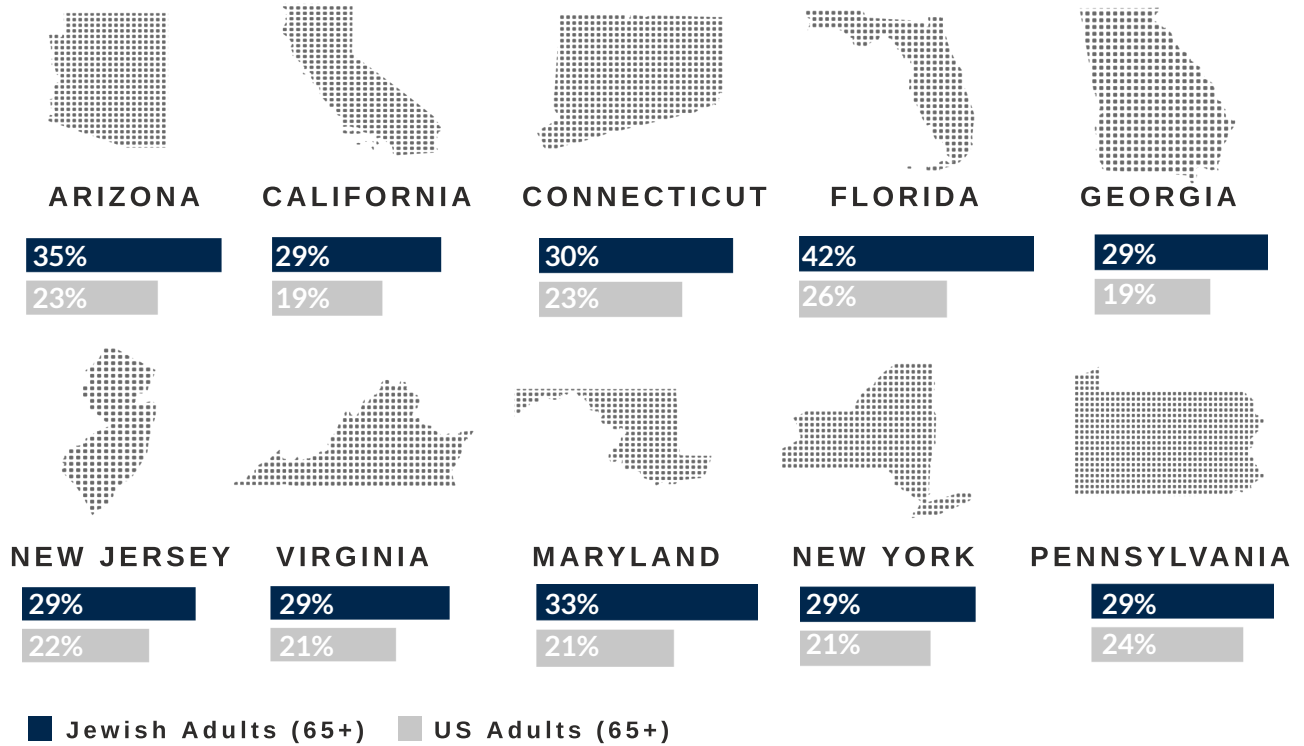 ARIZONA CALIFORNIA CONNECTICUT FLORIDA GEORGIA
35% 29% 30% 42% 29%
23% 19% 23% 26% 19%
NEW JERSEY VIRGINIA MARYLAND NEW YORK PENNSYLVANIA
29% 29% 33% 29% 29%
22% 21% 21% 21% 24%
Jewish Adults (65+) US Adults (65+)